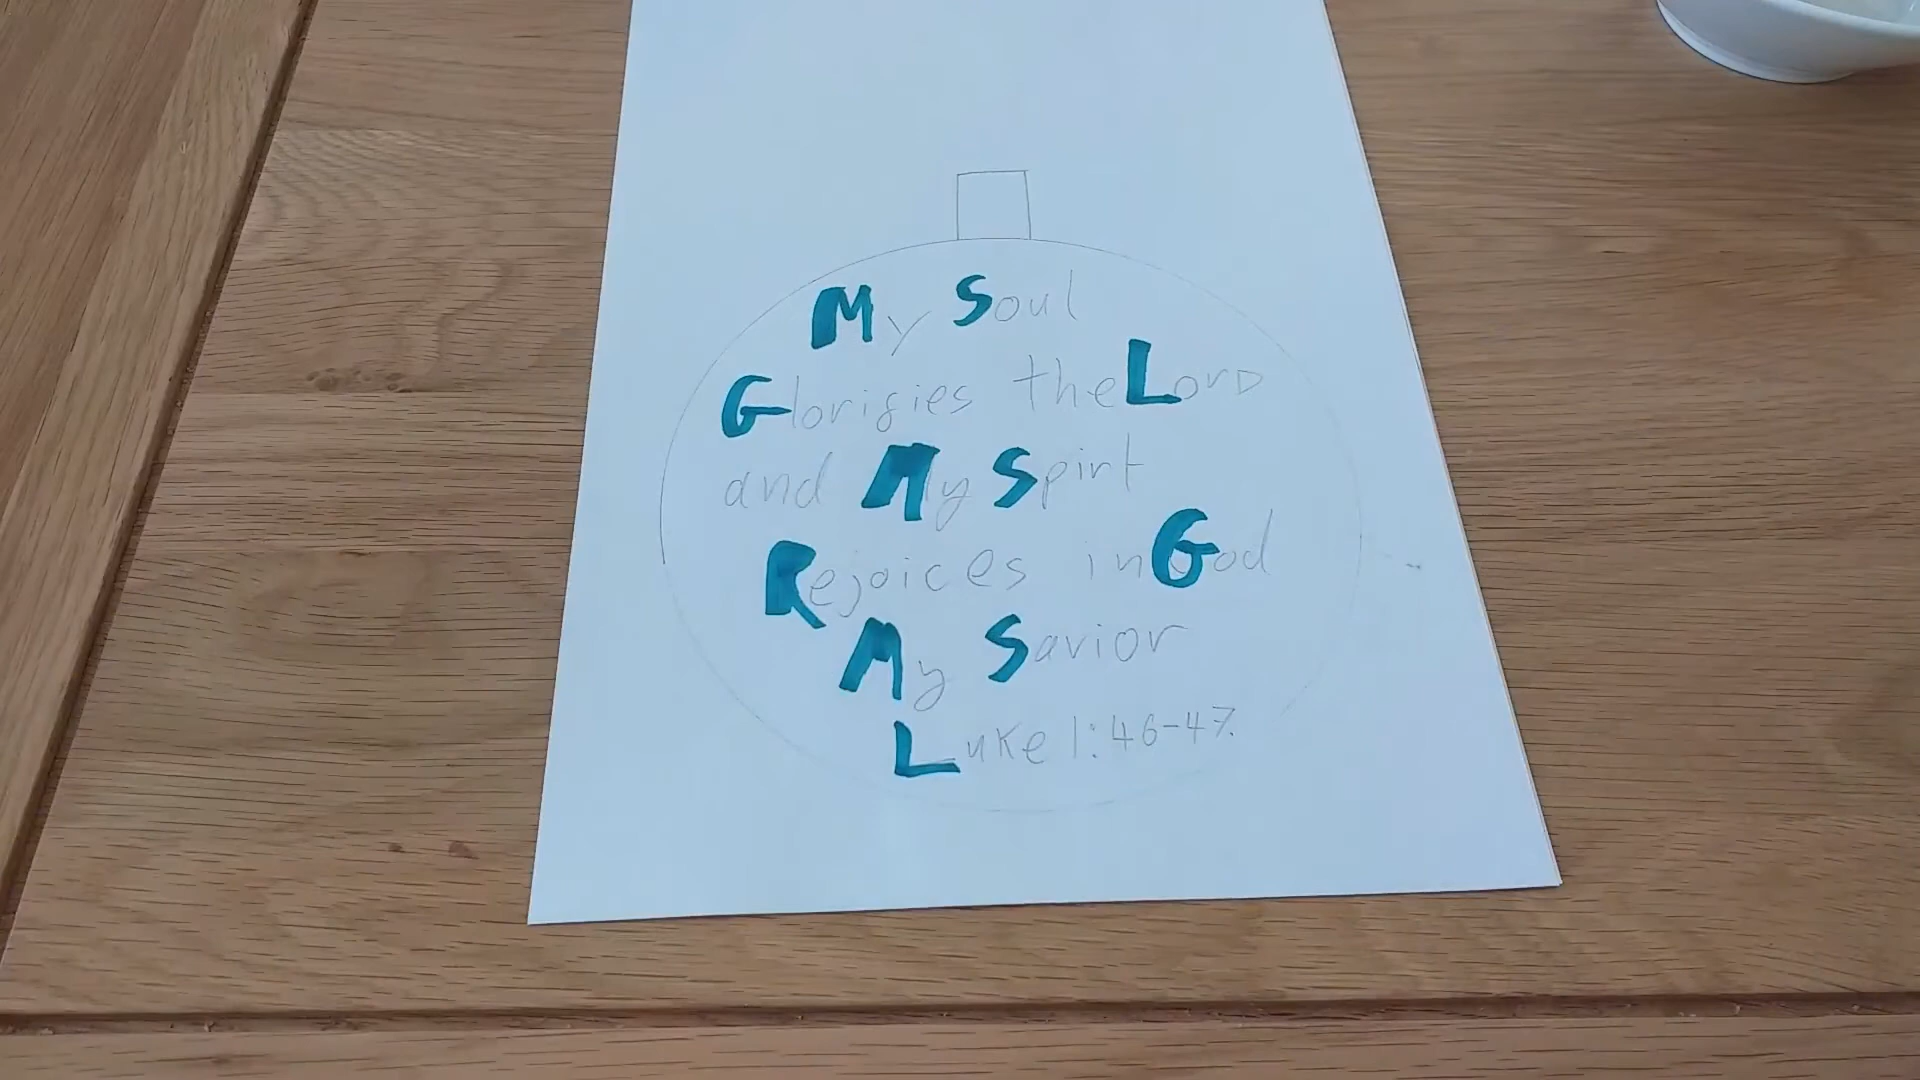 My Soul
Glorifies the Lord
and My Spirt
Rejoices in God
My Savior
Luke 1:46-47.